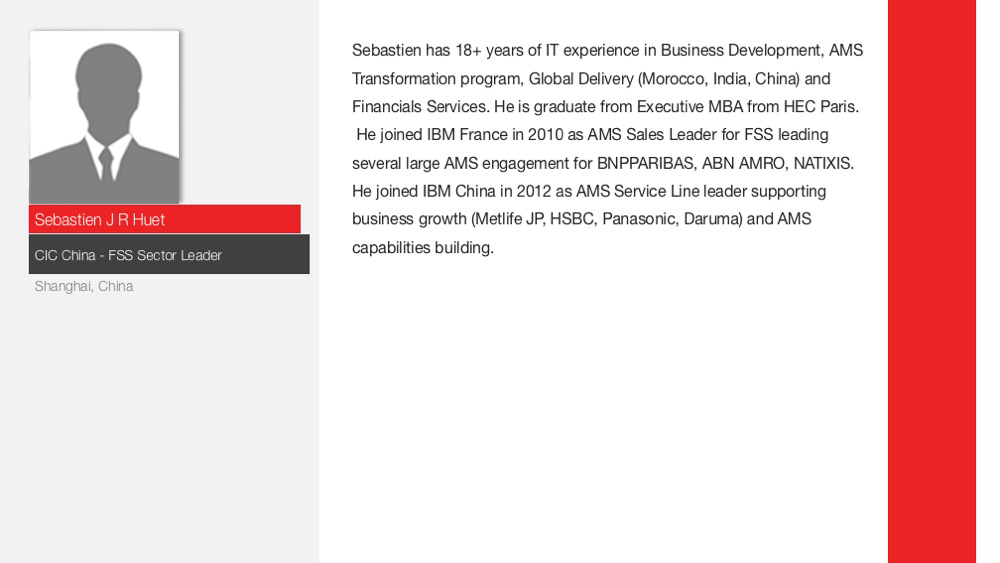 Sebastien J R Huet
CIC China - FSS Sector Leader
Shanghai, China
Sebastien has 18+ years of IT experience in Business Development, AMS
Transformation program, Global Delivery (Morocco, India, China) and
Financials Services. He is graduate from Executive MBA from HEC Paris.
He joined IBM France in 2010 as AMS Sales Leader for FSS leading
several large AMS engagement for BNPPARIBAS, ABN AMRO, NATIXIS.
He joined IBM China in 2012 as AMS Service Line leader supporting
business growth (Metlife JP, HSBC, Panasonic, Daruma) and AMS
capabilities building.